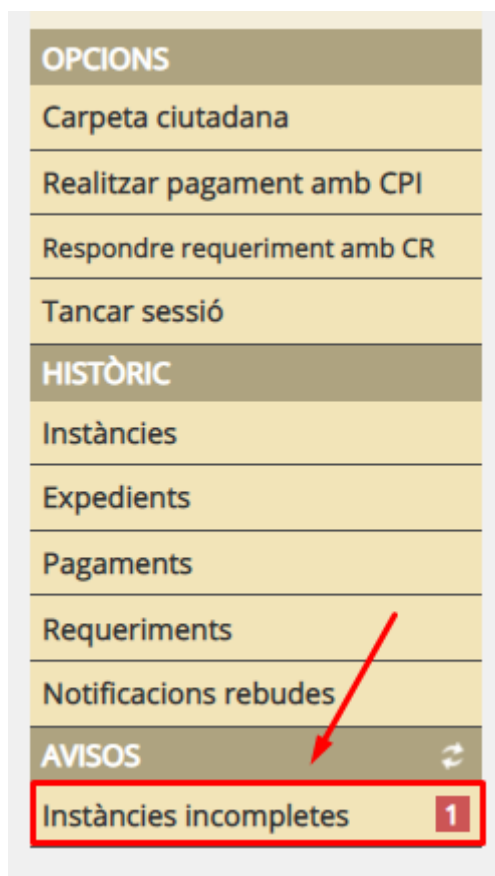 OPCIONS
Carpeta ciutadana
Realitzar pagament amb CPI
Respondre requeriment amb CR
Tancar sessió
HISTÒRIC
Instàncies
Expedients
Pagaments
Requeriments
Notificacions rebudes
AVISOS
Instàncies incompletes 1